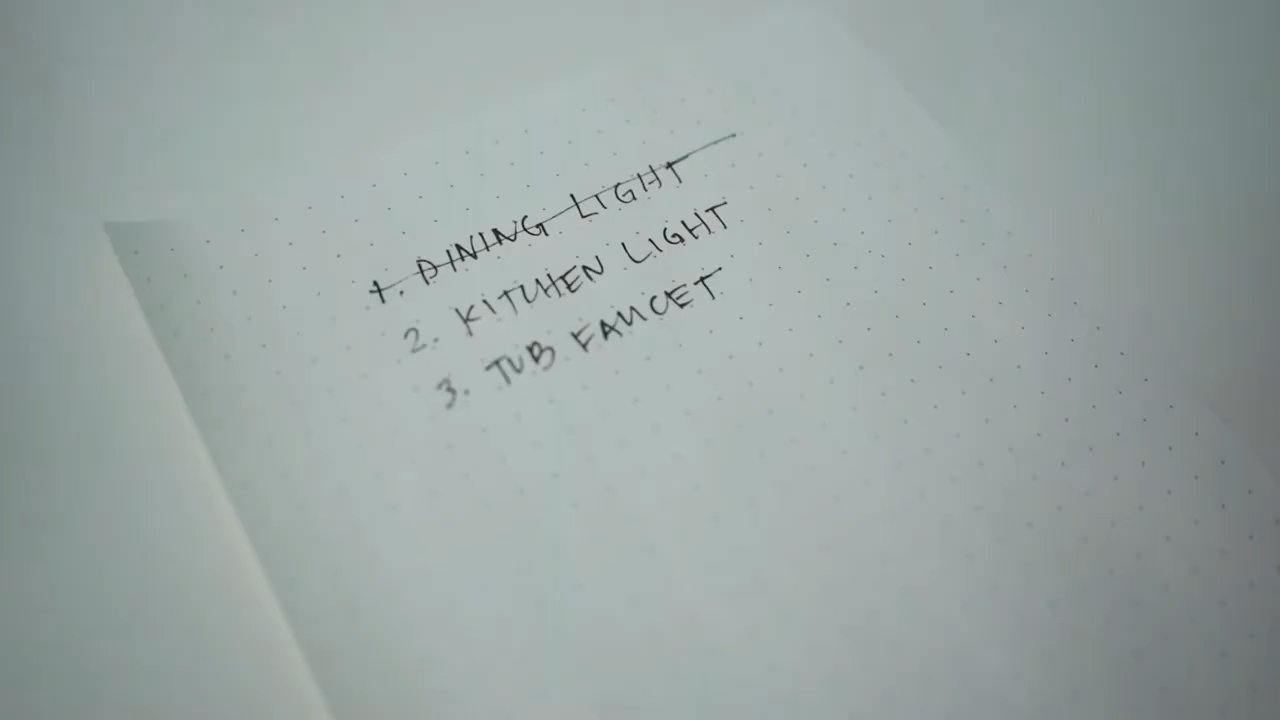 1. DINING LIGHT
2. KITCHEN LIGHT
3. TUB FAUCET